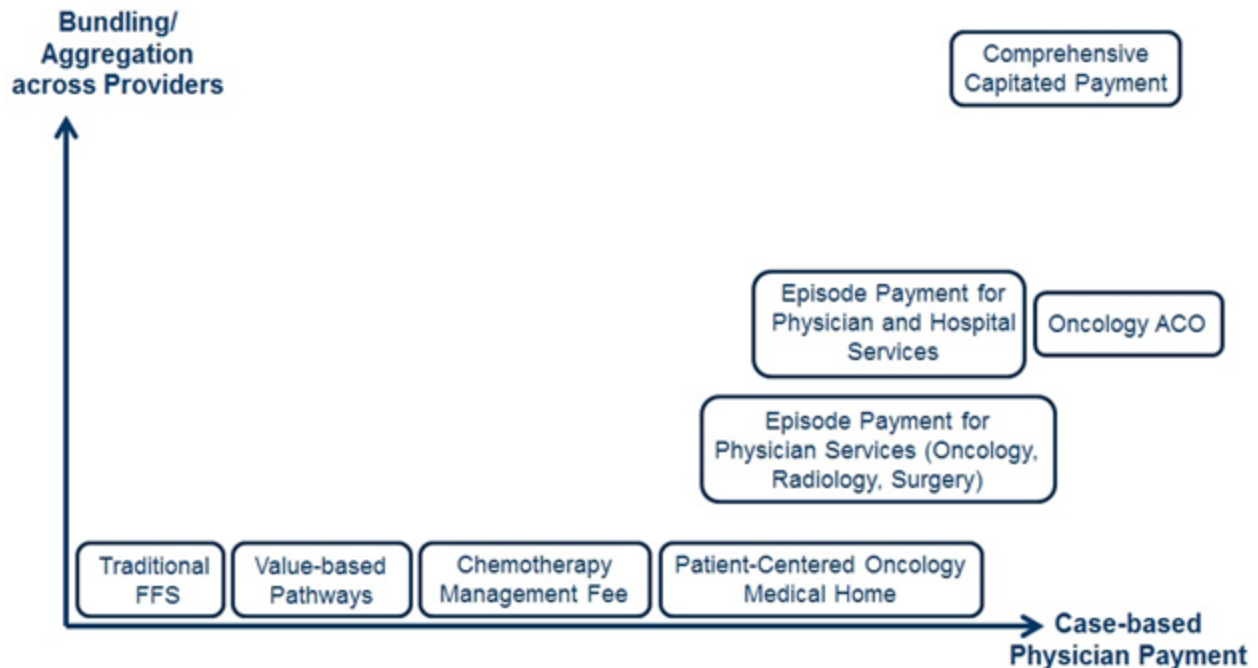 Bundling/
Aggregation
across Providers
Comprehensive
Capitated Payment
Episode Payment for
Physician and Hospital
Services
Oncology ACO
Episode Payment for
Physician Services (Oncology,
Radiology, Surgery)
Traditional
FFS
Value-based
Pathways
Chemotherapy
Management Fee
Patient-Centered Oncology
Medical Home
Case-based
Physician Payment